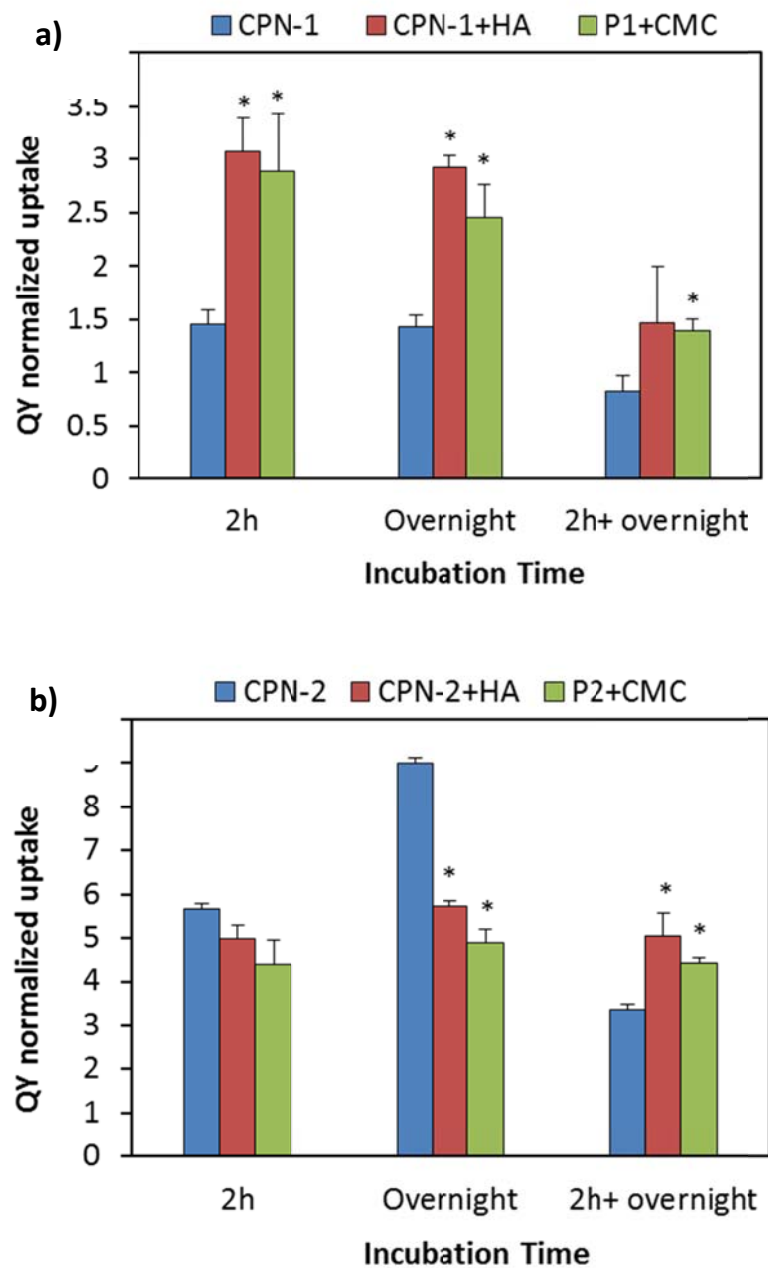 a)
CPN-1 CPN-1+HA P1+CMC
QY normalized uptake
3.5
3
2.5
2
1.5
1
0.5
0
* *
* *
*
2h Overnight 2h+ overnight
Incubation Time
b)
CPN-2 CPN-2+HA P2+CMC
QY normalized uptake
8
7
6
5
4
3
2
1
0
* *
* *
2h Overnight 2h+ overnight
Incubation Time